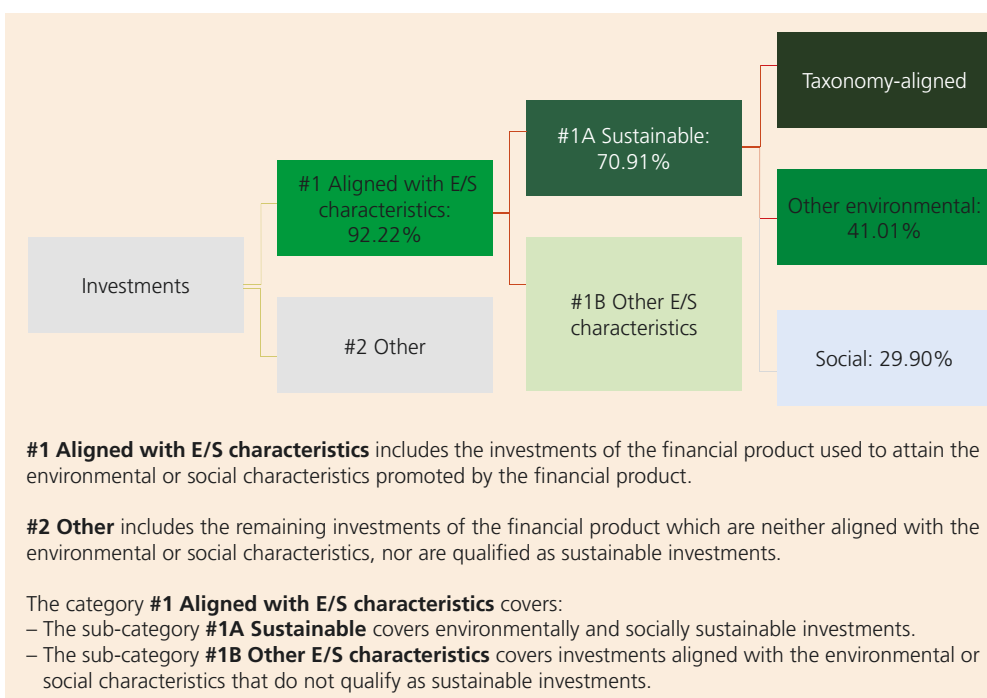 Taxonomy-aligned
#1A Sustainable:
70.91%
#1 Aligned with E/S
characteristics:
92.22%
Other environmental:
41.01%
Investments
#1B Other E/S
characteristics
#2 Other
Social: 29.90%
#1 Aligned with E/S characteristics includes the investments of the financial product used to attain the
environmental or social characteristics promoted by the financial product.
#2 Other includes the remaining investments of the financial product which are neither aligned with the
environmental or social characteristics, nor are qualified as sustainable investments.
The category #1 Aligned with E/S characteristics covers:
– The sub-category #1A Sustainable covers environmentally and socially sustainable investments.
– The sub-category #1B Other E/S characteristics covers investments aligned with the environmental or
social characteristics that do not qualify as sustainable investments.